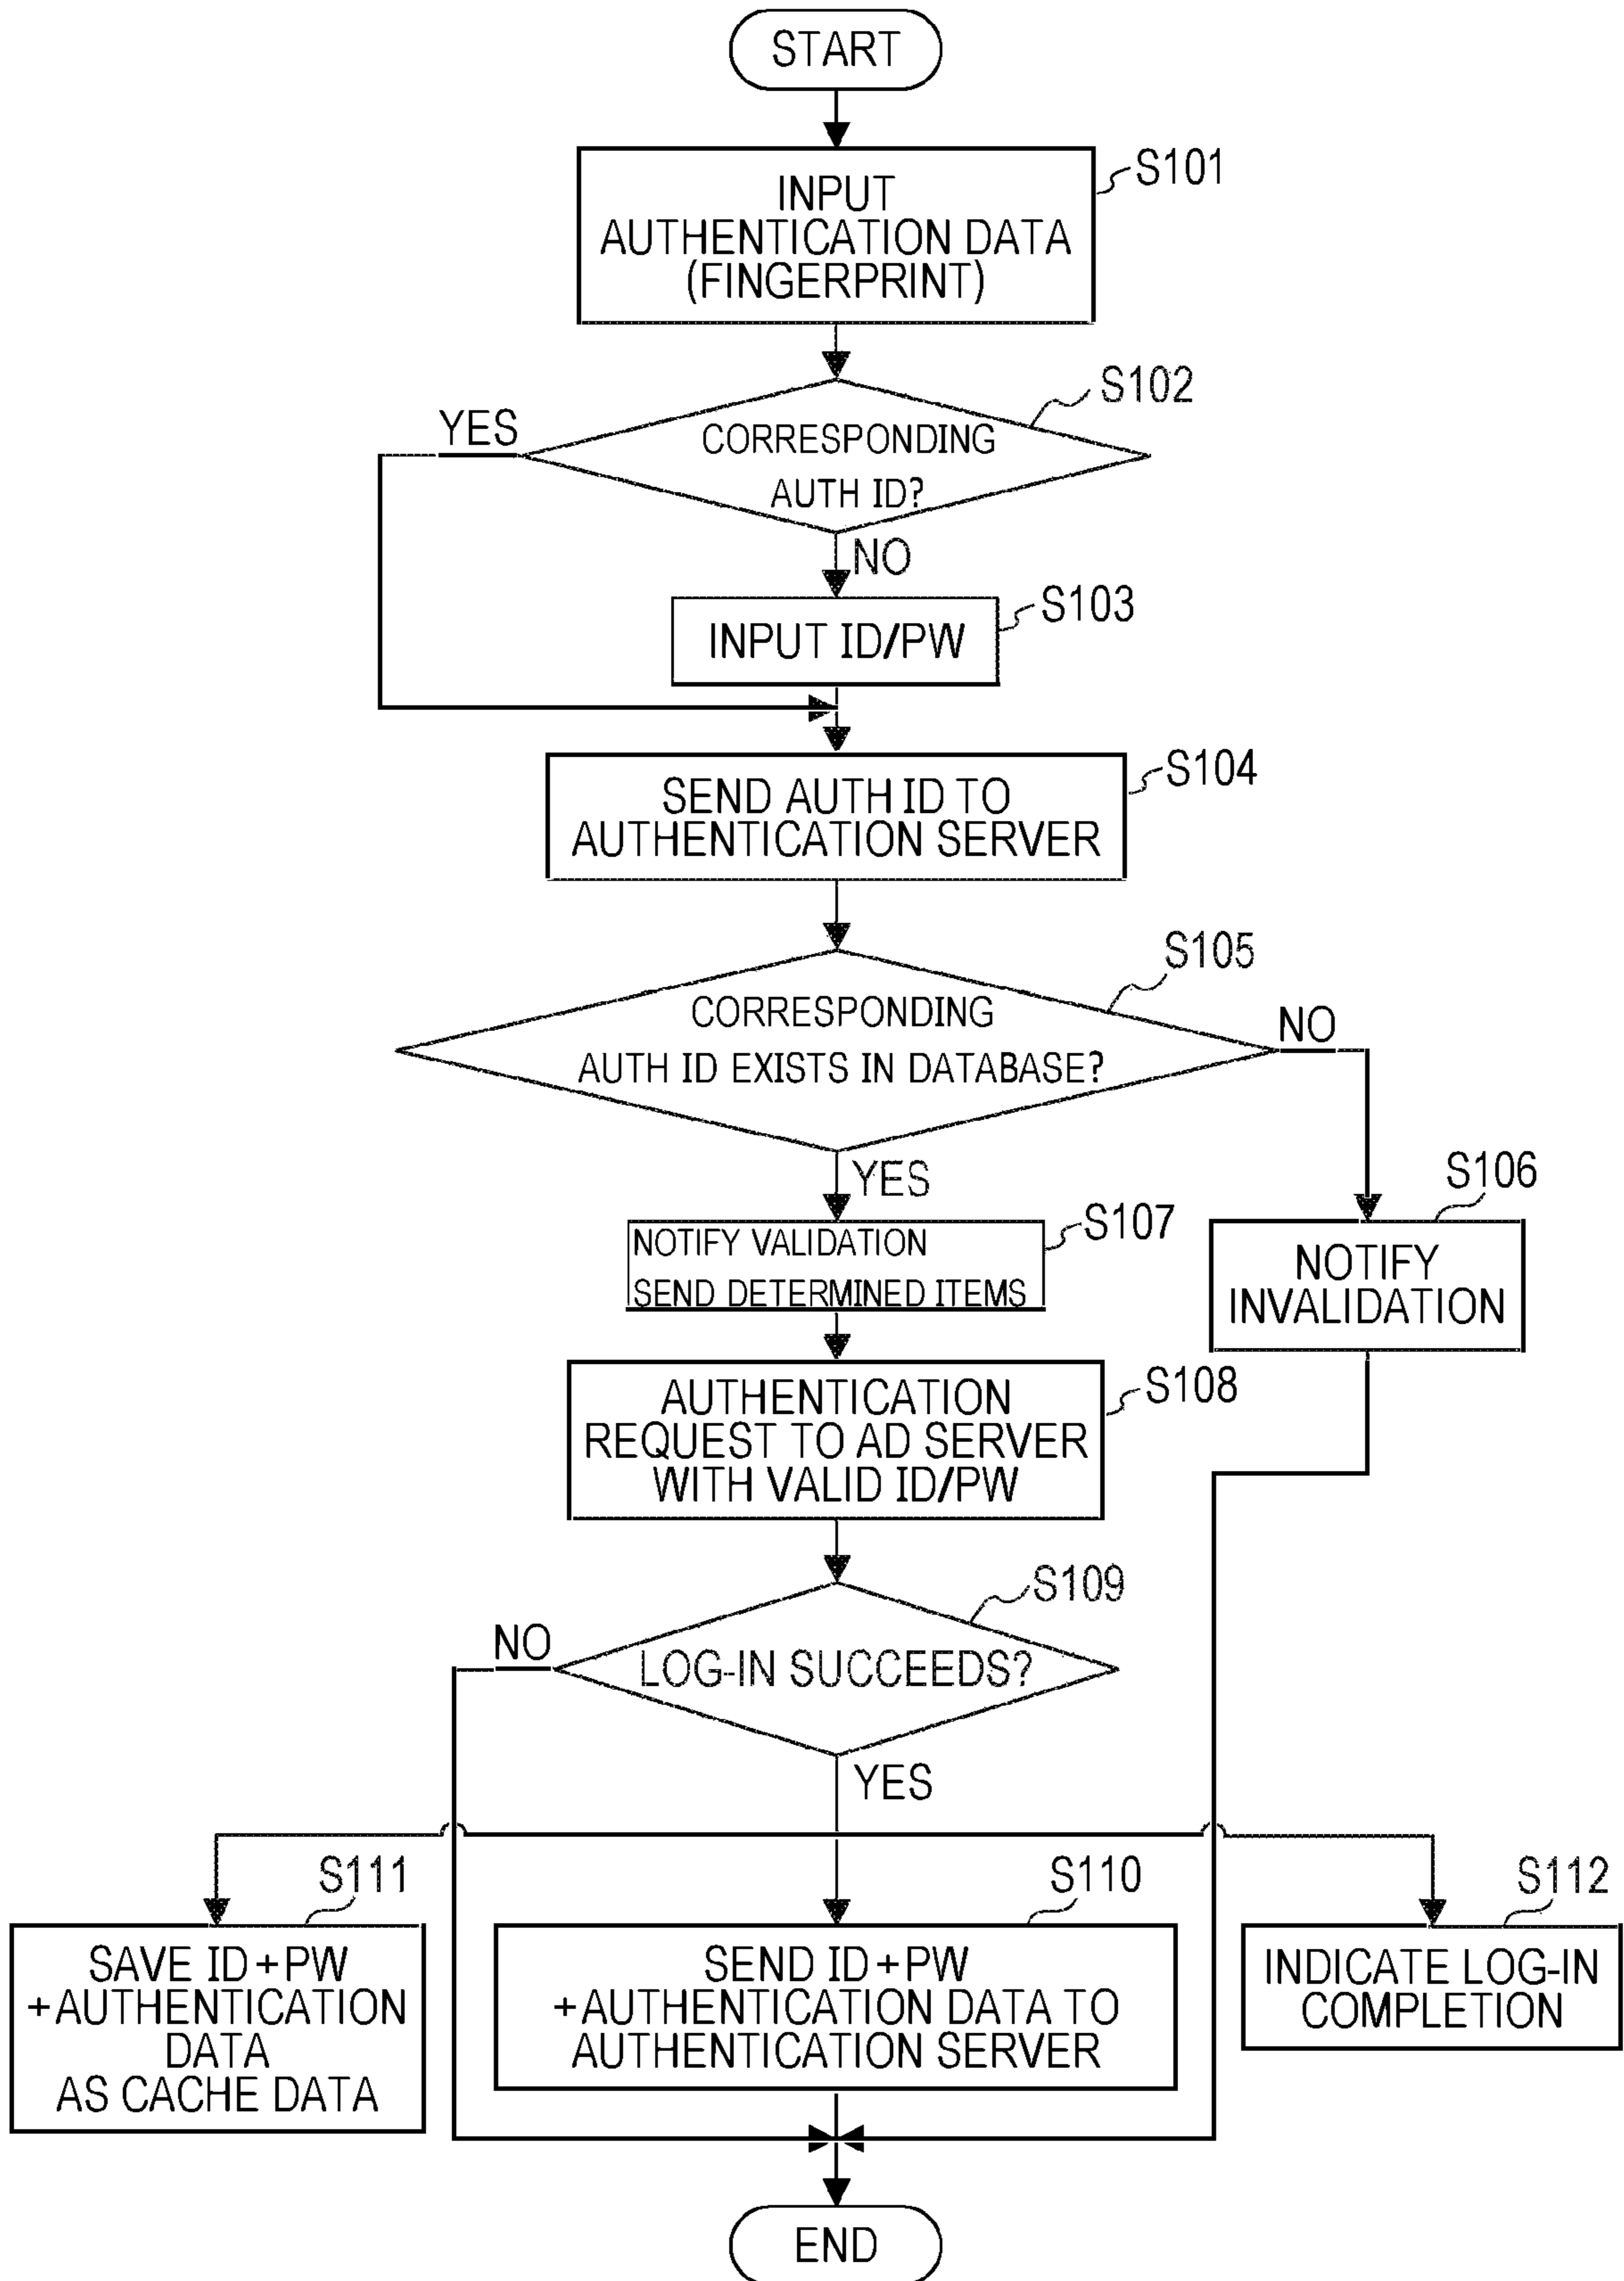 START
S101
INPUT
AUTHENTICATION DATA
(FINGERPRINT)
S102
YES
CORRESPONDING
AUTH ID?
NO
S103
INPUT ID/PW
S104
SEND AUTH ID TO
AUTHENTICATION SERVER
S105
CORRESPONDING
AUTH ID EXISTS IN DATABASE?
NO
YES
S106
S107
NOTIFY VALIDATION
SEND DETERMINED ITEMS
NOTIFY
INVALIDATION
S108
AUTHENTICATION
REQUEST TO AD SERVER
WITH VALID ID/PW
S109
NO
LOG-IN SUCCEEDS?
YES
S111
SAVE ID+PW
+AUTHENTICATION
DATA
AS CACHE DATA
S110
SEND ID+PW
+AUTHENTICATION DATA TO
AUTHENTICATION SERVER
S112
INDICATE LOG-IN
COMPLETION
END